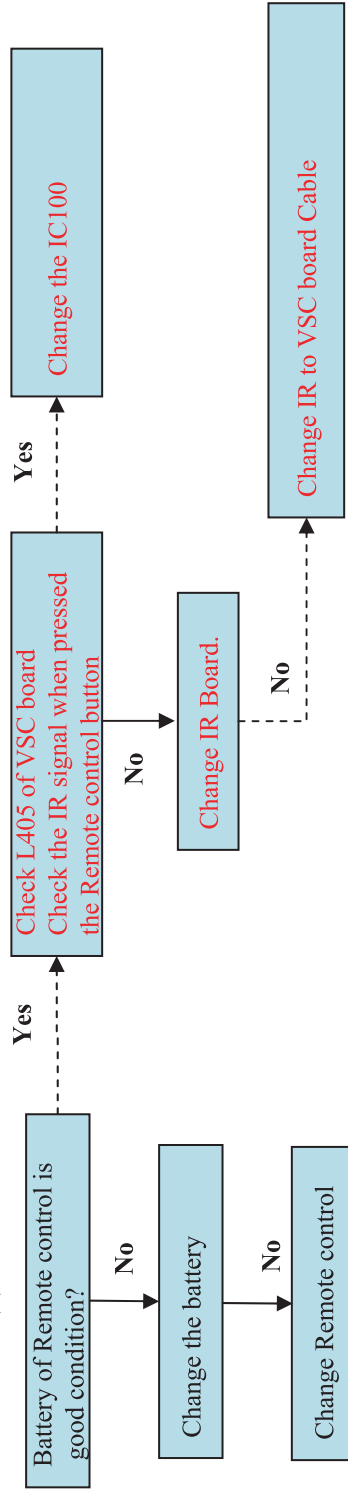 Battery of Remote control is
good condition?
Yes
Check L405 of VSC board
Check the IR signal when pressed
the Remote control button
Yes
Change the IC100
No
Change the battery
No
Change Remote control
No
Change IR Board.
No
Change IR to VSC board Cable